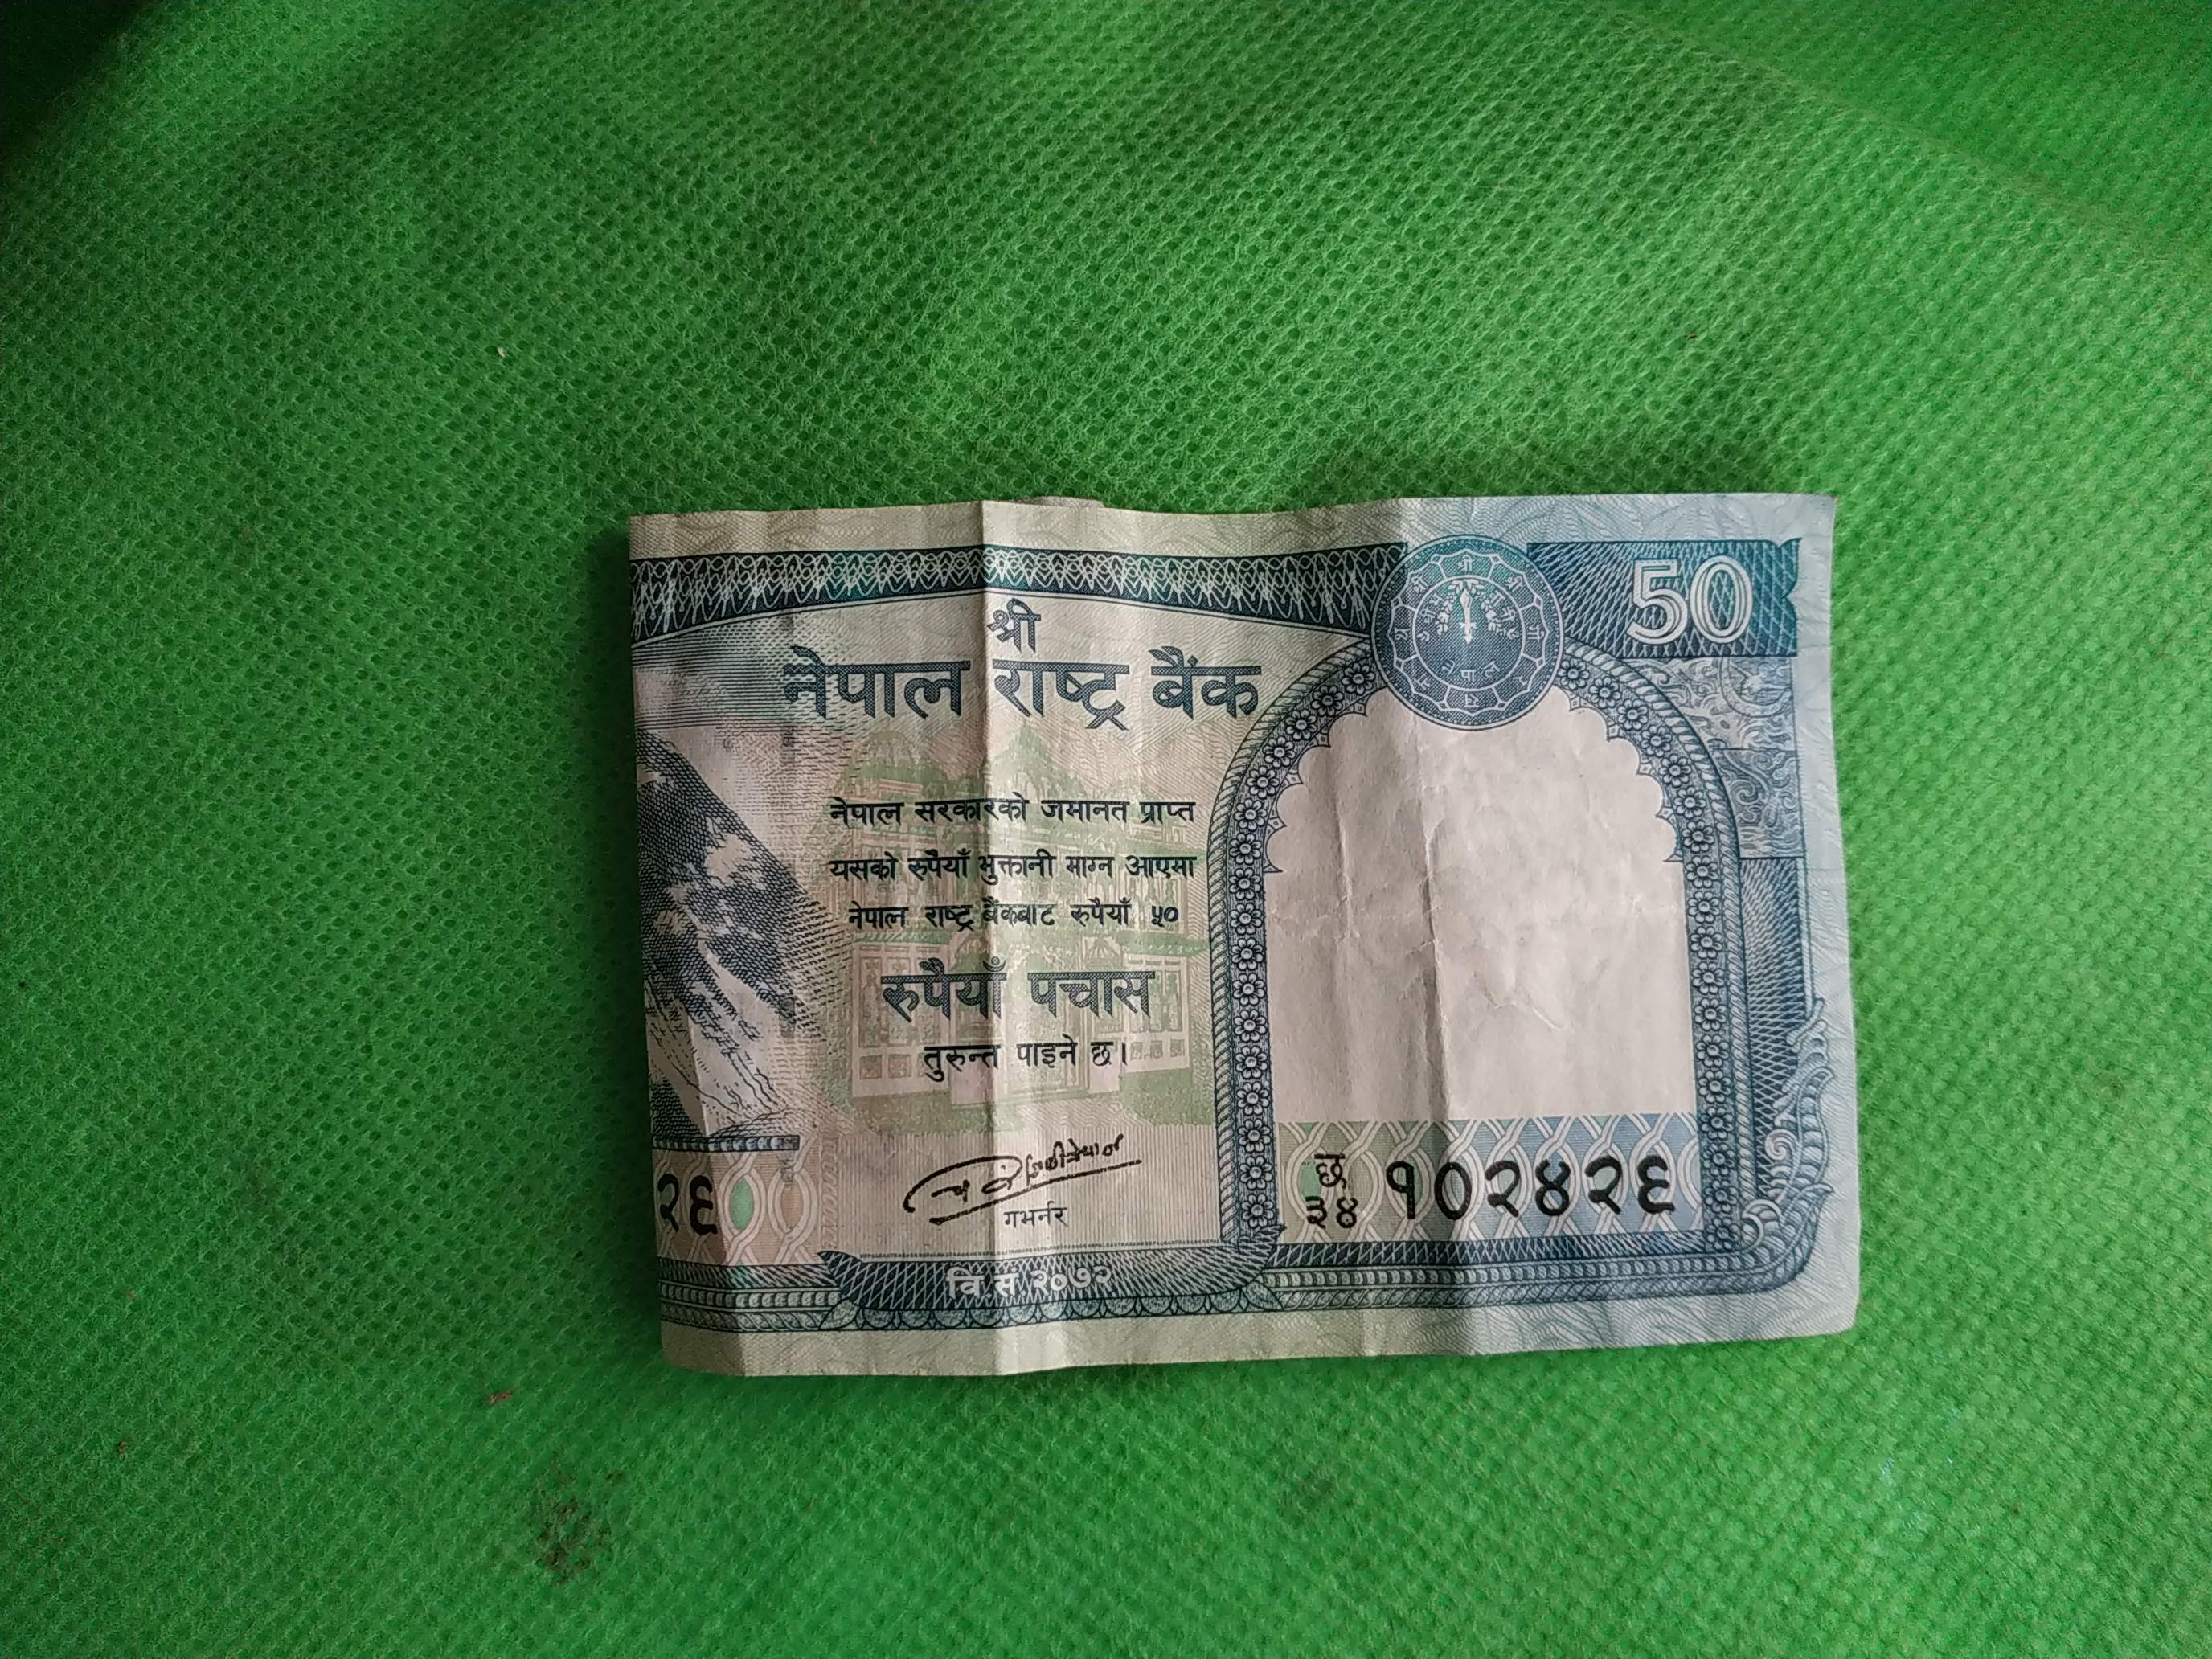 50
श्री
नेपाल राष्ट्र बैंक
नेपाल सरकारको जमानत प्राप्त
यसको रुपैयाँ भुक्तानी माग्न आएमा
नेपाल राष्ट्र बैंकबाट रुपैयाँ ५०
रुपैयाँ पचास
तुरुन्त पाइने छ।
गभर्नर
२६
छ
३४ १०२४२६
वि.सं.२०७२